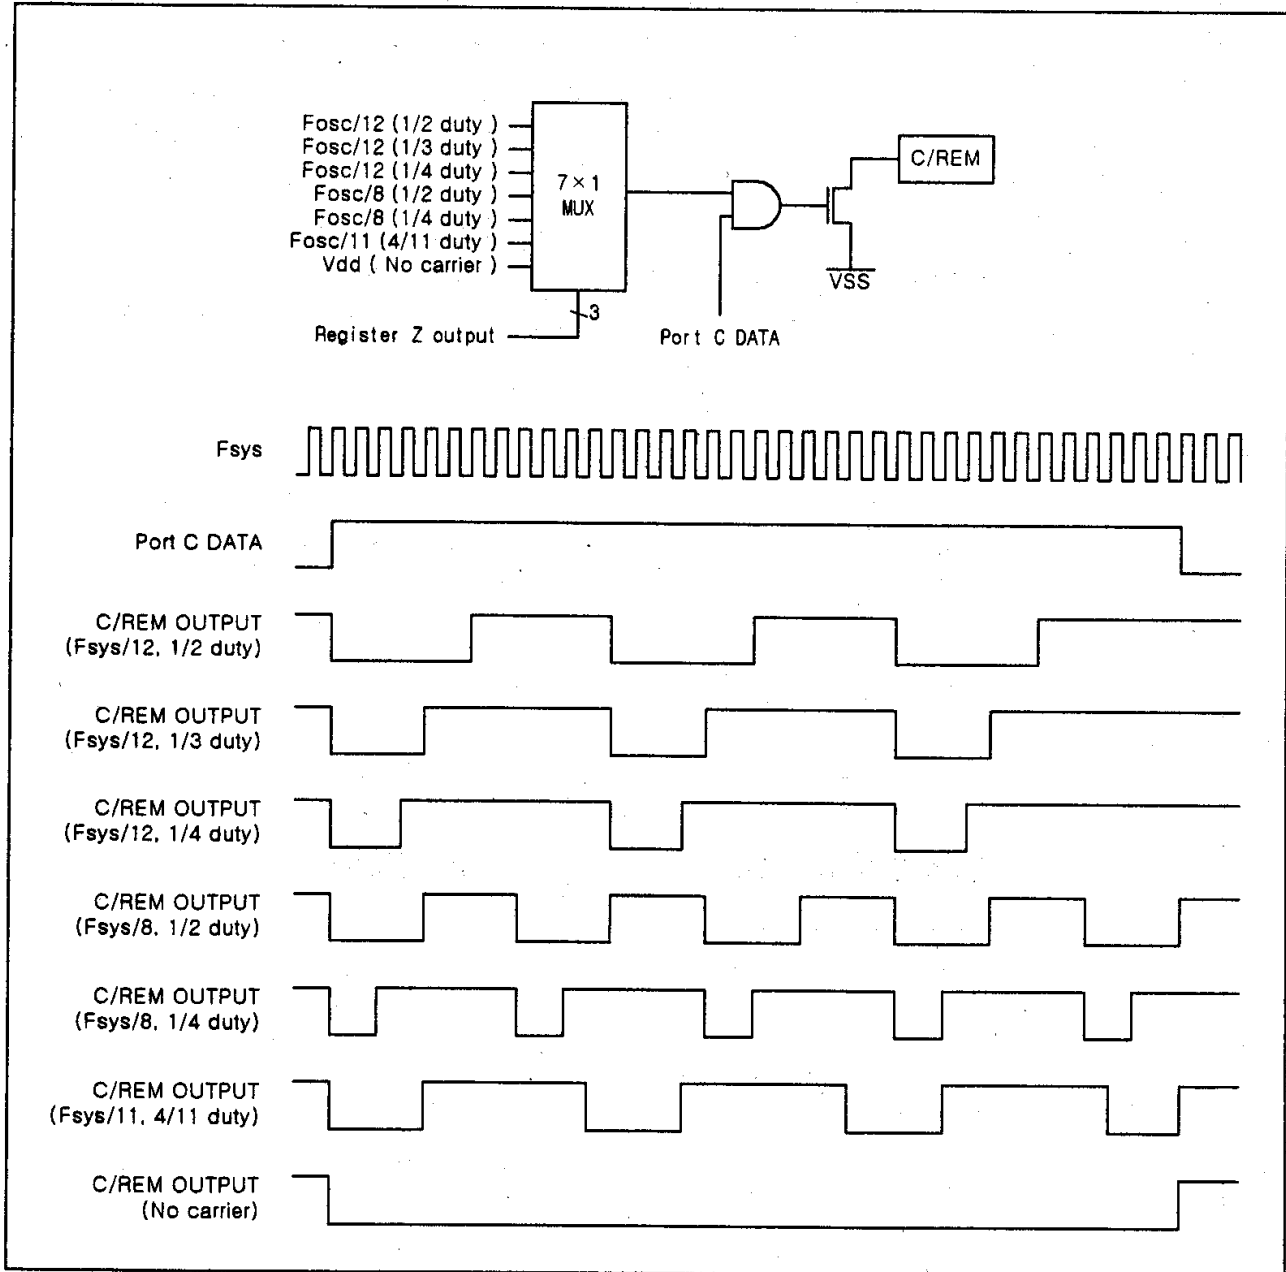 Fosc/12 (1/2 duty )
Fosc/12 (1/3 duty )
Fosc/12 (1/4 duty )
Fosc/8 (1/2 duty )
Fosc/8 (1/4 duty )
Fosc/11 (4/11 duty )
Vdd ( No carrier )
7×1
MUX
C/REM
VSS
3
Register Z output
Port C DATA
Fsys
Port C DATA
C/REM OUTPUT
(Fsys/12, 1/2 duty)
C/REM OUTPUT
(Fsys/12, 1/3 duty)
C/REM OUTPUT
(Fsys/12, 1/4 duty)
C/REM OUTPUT
(Fsys/8, 1/2 duty)
C/REM OUTPUT
(Fsys/8, 1/4 duty)
C/REM OUTPUT
(Fsys/11, 4/11 duty)
C/REM OUTPUT
(No carrier)